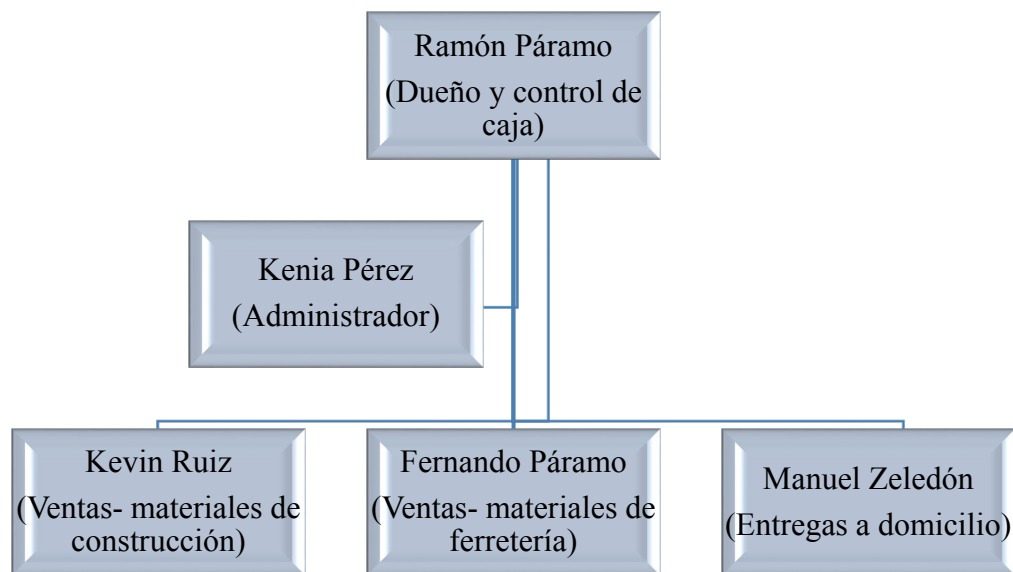 Ramón Páramo
(Dueño y control de
caja)
Kenia Pérez
(Administrador)
Kevin Ruiz
(Ventas- materiales de
construcción)
Fernando Páramo
(Ventas- materiales de
ferretería)
Manuel Zeledón
(Entregas a domicilio)